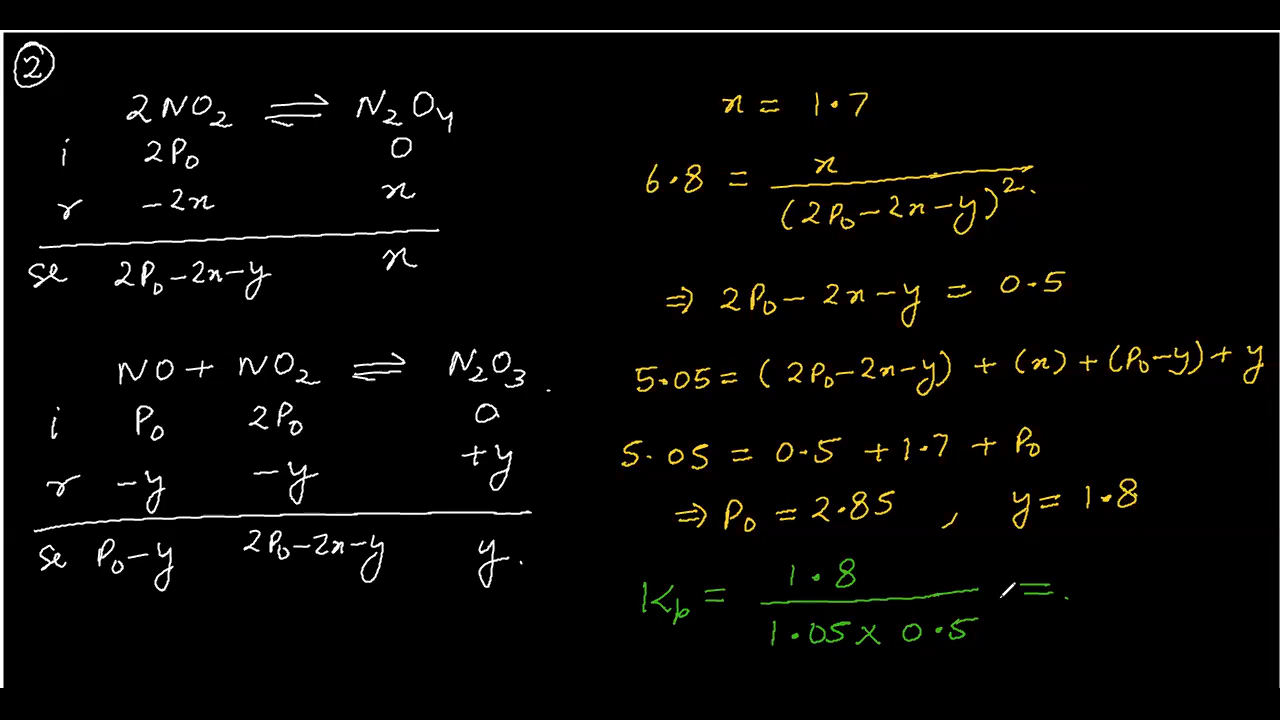 ②
2NO₂ ⇌ N₂O₄
i 2P₀ 0
r -2x x
se 2P₀-2x-y x
NO + NO₂ ⇌ N₂O₃.
i P₀ 2P₀ 0
r -y -y +y
se P₀-y 2P₀-2x-y y.
x = 1.7
6.8 = x / (2P₀-2x-y)².
⇒ 2P₀-2x-y = 0.5
5.05 = (2P₀-2x-y) + (x) + (P₀-y) + y
5.05 = 0.5 + 1.7 + P₀
⇒ P₀ = 2.85 , y = 1.8
Kp = 1.8 / 1.05 × 0.5 = .